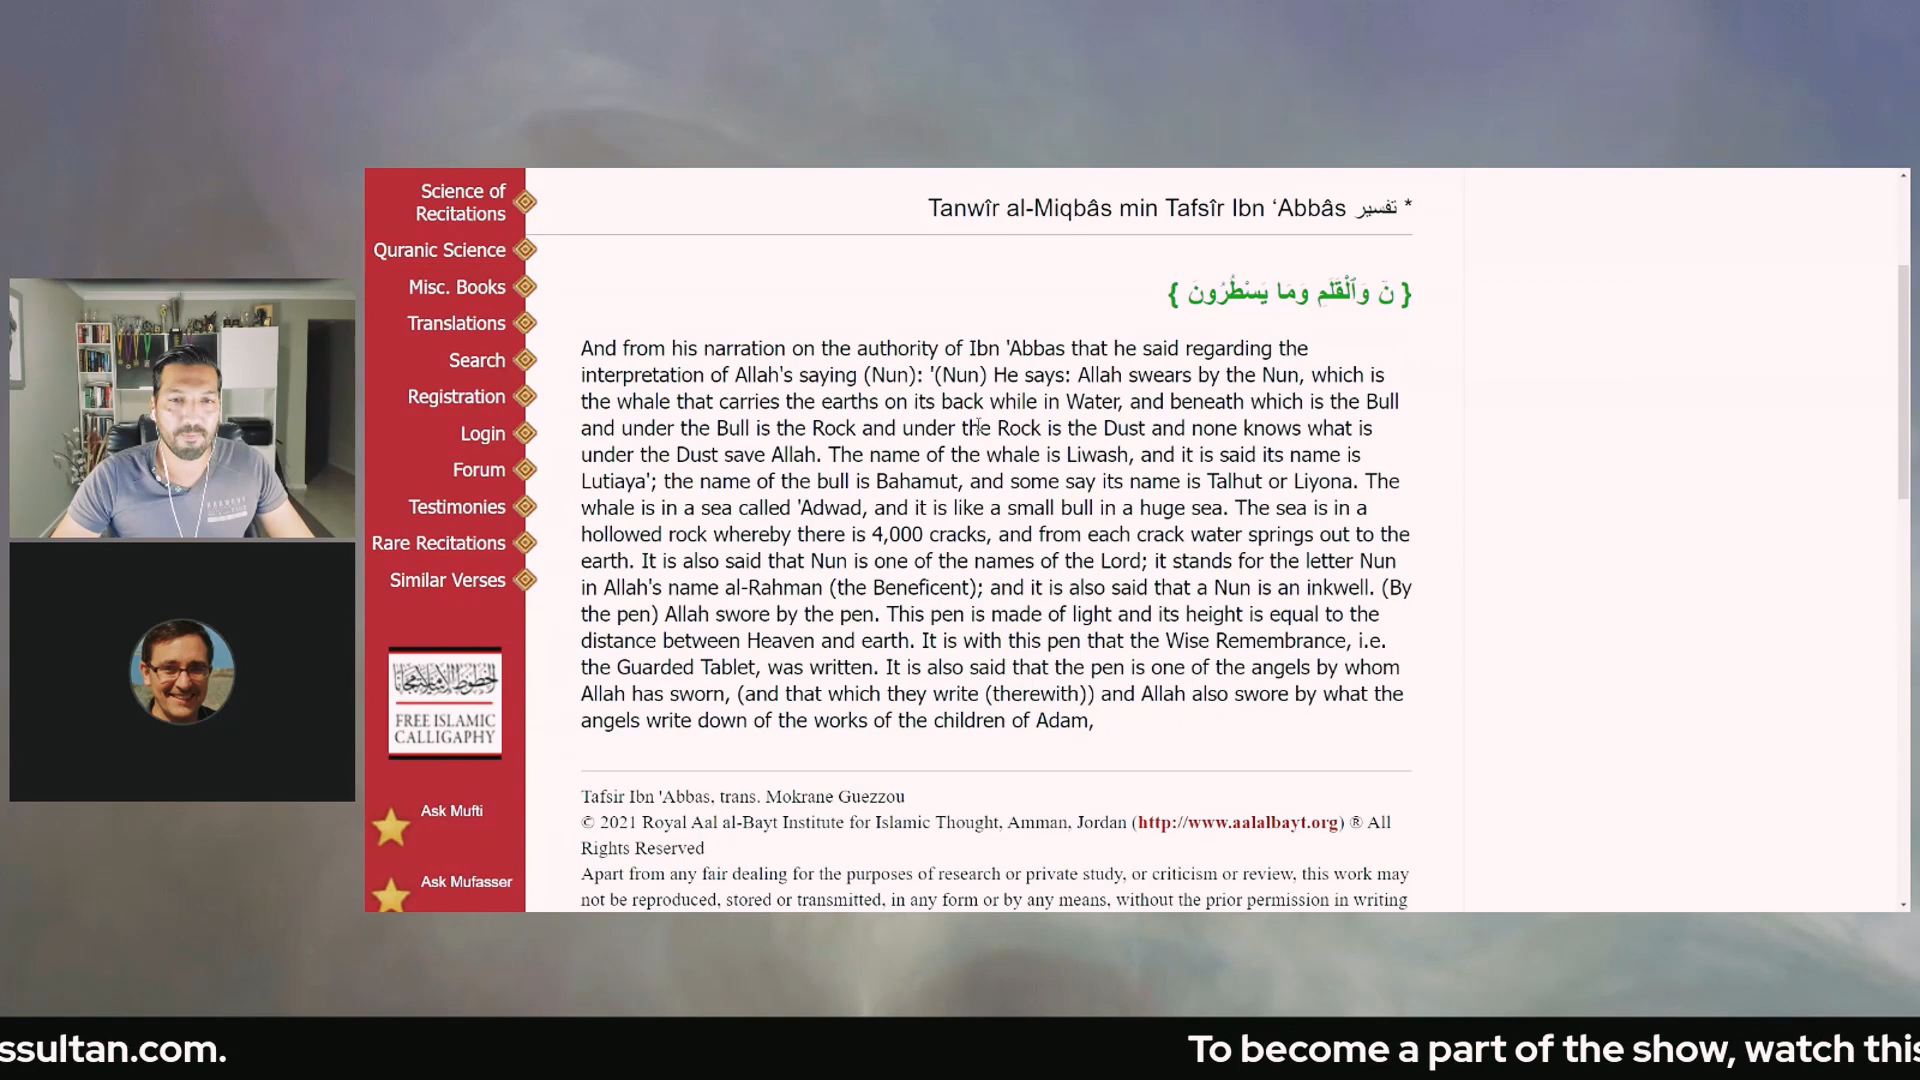 Science of
Recitations
Quranic Science
Misc. Books
Translations
Search
Registration
Login
Forum
Testimonies
Rare Recitations
Similar Verses
FREE ISLAMIC
CALLIGAPHY
Ask Mufti
Ask Mufasser
* تفسير Tanwîr al-Miqbâs min Tafsîr Ibn ‘Abbâs
{ نۤ وَٱلْقَلَمِ وَمَا يَسْطُرُونَ }
And from his narration on the authority of Ibn 'Abbas that he said regarding the
interpretation of Allah's saying (Nun): '(Nun) He says: Allah swears by the Nun, which is
the whale that carries the earths on its back while in Water, and beneath which is the Bull
and under the Bull is the Rock and under the Rock is the Dust and none knows what is
under the Dust save Allah. The name of the whale is Liwash, and it is said its name is
Lutiaya'; the name of the bull is Bahamut, and some say its name is Talhut or Liyona. The
whale is in a sea called 'Adwad, and it is like a small bull in a huge sea. The sea is in a
hollowed rock whereby there is 4,000 cracks, and from each crack water springs out to the
earth. It is also said that Nun is one of the names of the Lord; it stands for the letter Nun
in Allah's name al-Rahman (the Beneficent); and it is also said that a Nun is an inkwell. (By
the pen) Allah swore by the pen. This pen is made of light and its height is equal to the
distance between Heaven and earth. It is with this pen that the Wise Remembrance, i.e.
the Guarded Tablet, was written. It is also said that the pen is one of the angels by whom
Allah has sworn, (and that which they write (therewith)) and Allah also swore by what the
angels write down of the works of the children of Adam,
Tafsir Ibn 'Abbas, trans. Mokrane Guezzou
© 2021 Royal Aal al-Bayt Institute for Islamic Thought, Amman, Jordan (http://www.aalalbayt.org) ® All
Rights Reserved
Apart from any fair dealing for the purposes of research or private study, or criticism or review, this work may
not be reproduced, stored or transmitted, in any form or by any means, without the prior permission in writing
ssultan.com.
To become a part of the show, watch this